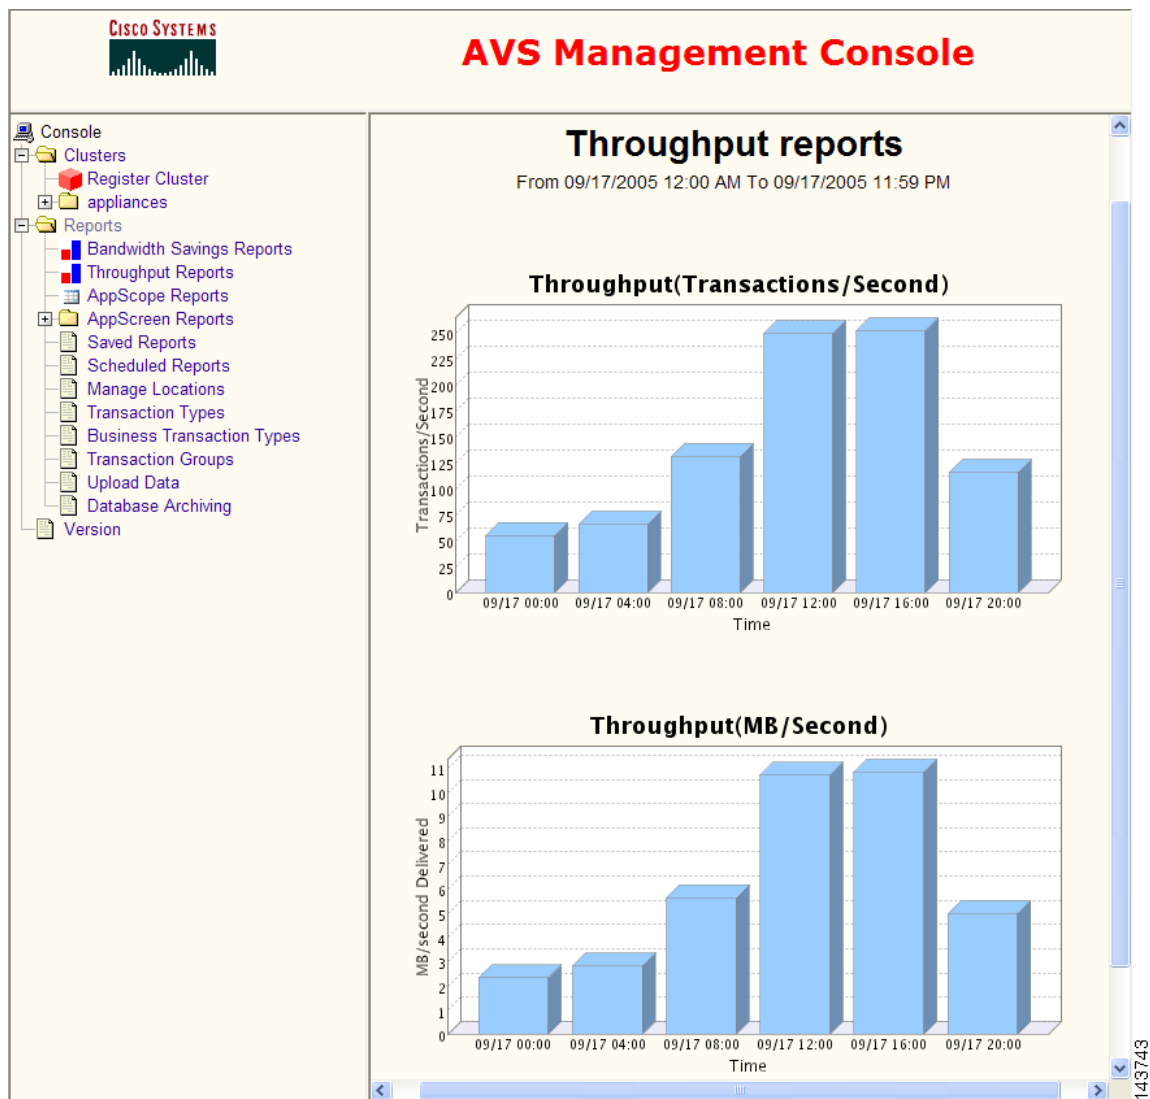 CISCO SYSTEMS
AVS Management Console
Console
Clusters
Register Cluster
appliances
Reports
Bandwidth Savings Reports
Throughput Reports
AppScope Reports
AppScreen Reports
Saved Reports
Scheduled Reports
Manage Locations
Transaction Types
Business Transaction Types
Transaction Groups
Upload Data
Database Archiving
Version
Throughput reports
From 09/17/2005 12:00 AM To 09/17/2005 11:59 PM
Throughput(Transactions/Second)
Transactions/Second
250
225
200
175
150
125
100
75
50
25
0
09/17 00:00 09/17 04:00 09/17 08:00 09/17 12:00 09/17 16:00 09/17 20:00
Time
Throughput(MB/Second)
MB/second Delivered
11
10
9
8
7
6
5
4
3
2
1
0
09/17 00:00 09/17 04:00 09/17 08:00 09/17 12:00 09/17 16:00 09/17 20:00
Time
143743